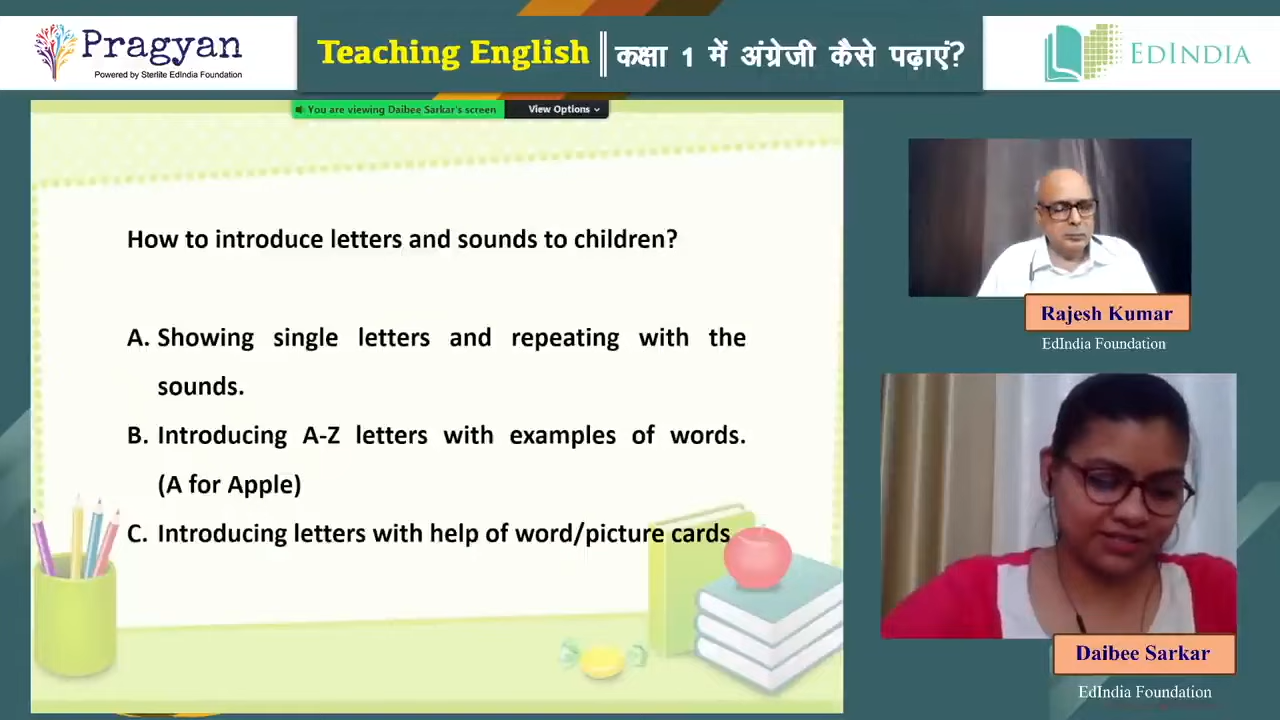 Pragyan
Powered by Sterlite EdIndia Foundation
Teaching English || कक्षा 1 में अंग्रेजी कैसे पढ़ाएं?
EDINDIA
You are viewing Daibee Sarkar's screen
View Options
How to introduce letters and sounds to children?
A. Showing single letters and repeating with the
sounds.
B. Introducing A-Z letters with examples of words.
(A for Apple)
C. Introducing letters with help of word/picture cards
Rajesh Kumar
EdIndia Foundation
Daibee Sarkar
EdIndia Foundation